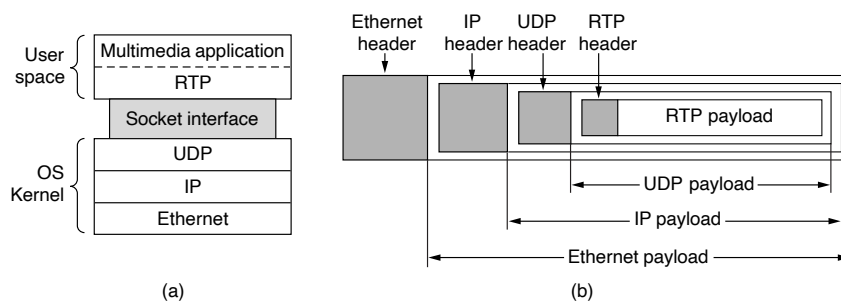 User
space
Multimedia application
RTP
Socket interface
OS
Kernel
UDP
IP
Ethernet
(a)
Ethernet
header
IP
header
UDP
header
RTP
header
RTP payload
UDP payload
IP payload
Ethernet payload
(b)